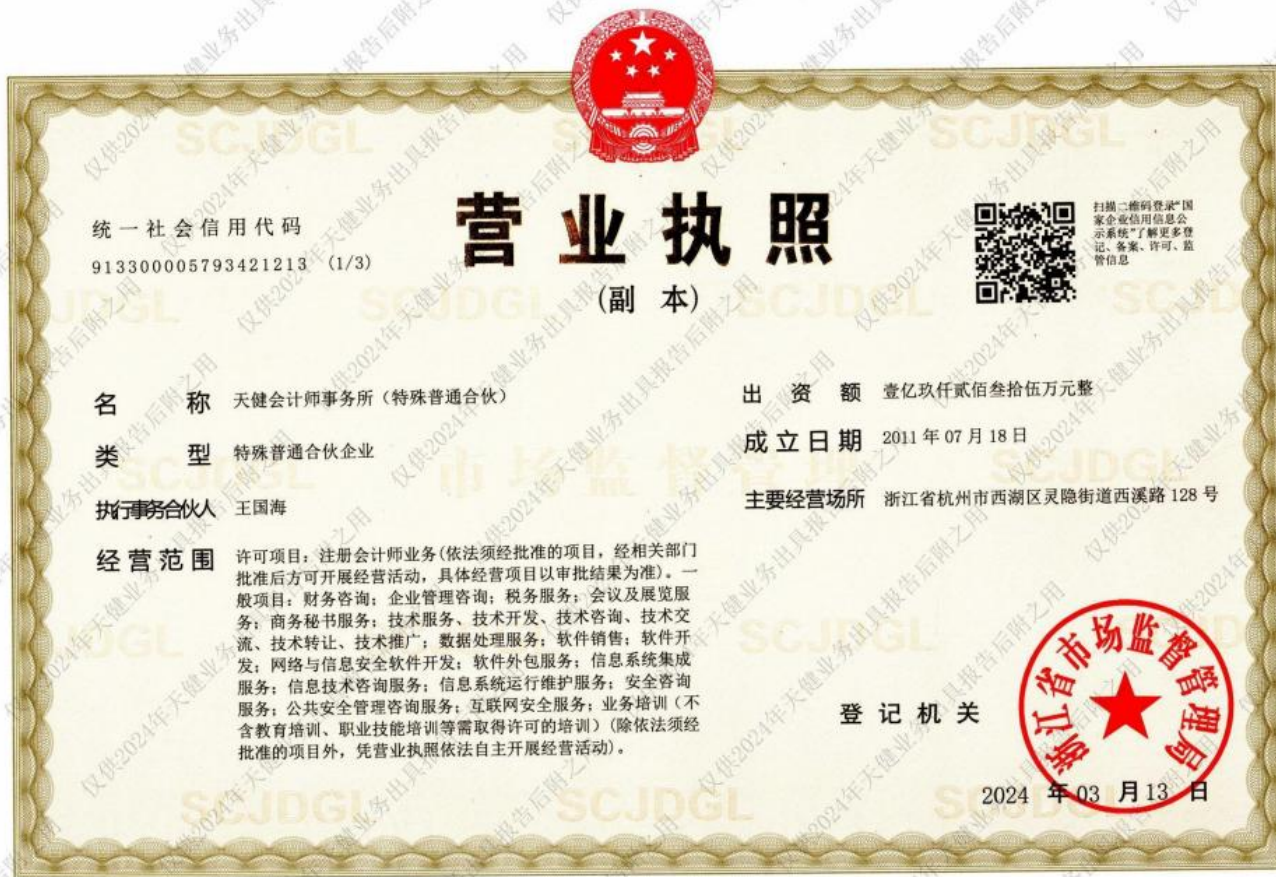 统一社会信用代码
913300005793421213 (1/3)
营业执照
(副 本)
扫描二维码登录“国
家企业信用信息公
示系统”了解更多登
记、备案、许可、监
管信息
名 称 天健会计师事务所（特殊普通合伙）
类 型 特殊普通合伙企业
执行事务合伙人 王国海
经营范围 许可项目：注册会计师业务(依法须经批准的项目，经相关部门
批准后方可开展经营活动，具体经营项目以审批结果为准)。一
般项目：财务咨询；企业管理咨询；税务服务；会议及展览服
务；商务秘书服务；技术服务、技术开发、技术咨询、技术交
流、技术转让、技术推广；数据处理服务；软件销售；软件开
发；网络与信息安全软件开发；软件外包服务；信息系统集成
服务；信息技术咨询服务；信息系统运行维护服务；安全咨询
服务；公共安全管理咨询服务；互联网安全服务；业务培训（不
含教育培训、职业技能培训等需取得许可的培训）(除依法须经
批准的项目外，凭营业执照依法自主开展经营活动)。
出 资 额 壹亿玖仟贰佰叁拾伍万元整
成立日期 2011 年 07 月 18 日
主要经营场所 浙江省杭州市西湖区灵隐街道西溪路 128 号
登记机关
浙江省市场监督管理局
2024 年 03 月 13 日
SCJDGL
市场监督管理
仅供2024年天健业务出具报告后附之用